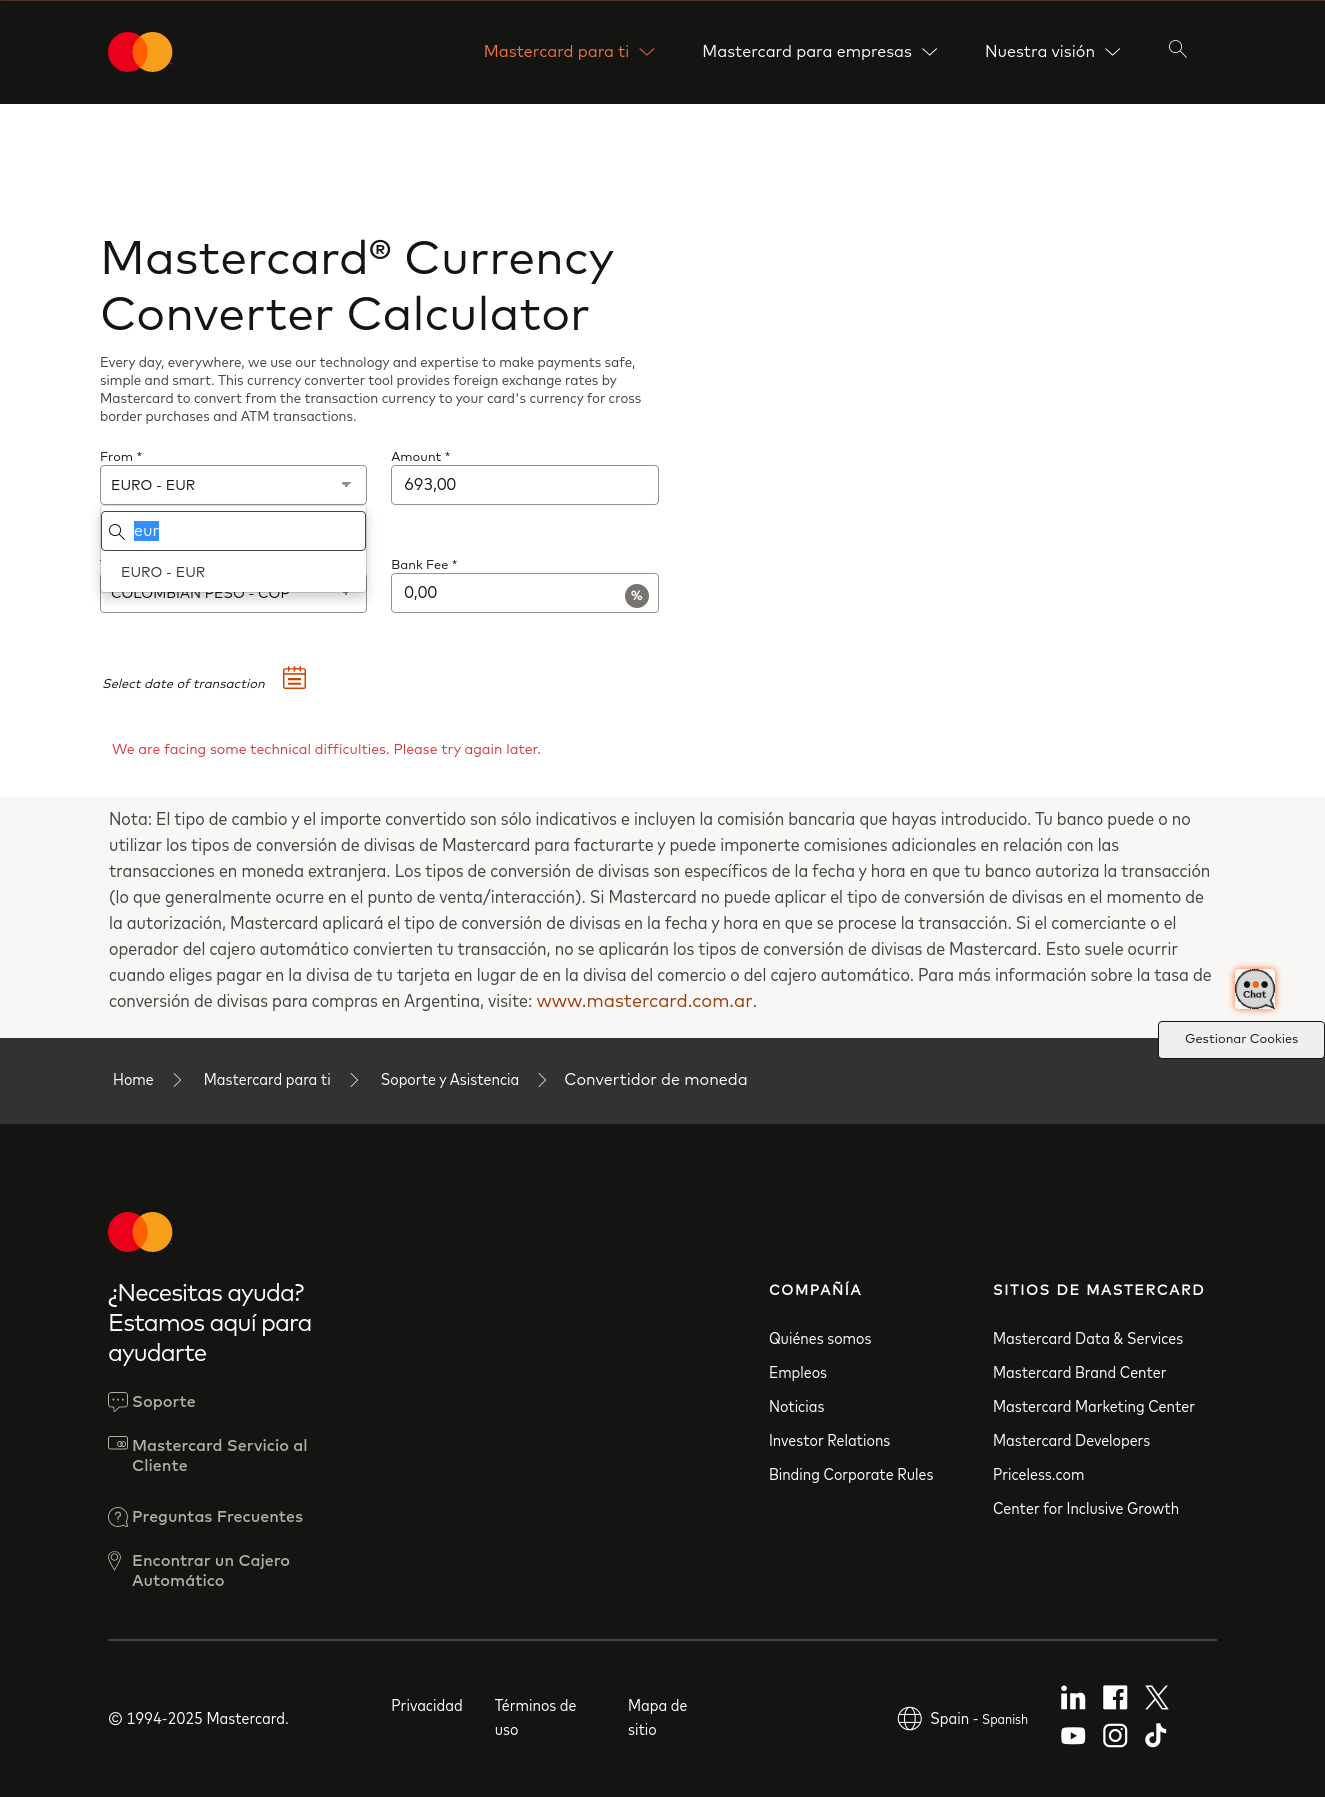 Mastercard para ti
Mastercard para empresas
Nuestra visión
Mastercard® Currency
Converter Calculator
Every day, everywhere, we use our technology and expertise to make payments safe,
simple and smart. This currency converter tool provides foreign exchange rates by
Mastercard to convert from the transaction currency to your card's currency for cross
border purchases and ATM transactions.
From *
Amount *
EURO - EUR
693,00
eur
EURO - EUR
Bank Fee *
COLOMBIAN PESO - COP
0,00
%
Select date of transaction
We are facing some technical difficulties. Please try again later.
Nota: El tipo de cambio y el importe convertido son sólo indicativos e incluyen la comisión bancaria que hayas introducido. Tu banco puede o no
utilizar los tipos de conversión de divisas de Mastercard para facturarte y puede imponerte comisiones adicionales en relación con las
transacciones en moneda extranjera. Los tipos de conversión de divisas son específicos de la fecha y hora en que tu banco autoriza la transacción
(lo que generalmente ocurre en el punto de venta/interacción). Si Mastercard no puede aplicar el tipo de conversión de divisas en el momento de
la autorización, Mastercard aplicará el tipo de conversión de divisas en la fecha y hora en que se procese la transacción. Si el comerciante o el
operador del cajero automático convierten tu transacción, no se aplicarán los tipos de conversión de divisas de Mastercard. Esto suele ocurrir
cuando eliges pagar en la divisa de tu tarjeta en lugar de en la divisa del comercio o del cajero automático. Para más información sobre la tasa de
conversión de divisas para compras en Argentina, visite: www.mastercard.com.ar.
Chat
Gestionar Cookies
Home
Mastercard para ti
Soporte y Asistencia
Convertidor de moneda
¿Necesitas ayuda?
Estamos aquí para
ayudarte
Soporte
Mastercard Servicio al
Cliente
Preguntas Frecuentes
Encontrar un Cajero
Automático
COMPAÑÍA
Quiénes somos
Empleos
Noticias
Investor Relations
Binding Corporate Rules
SITIOS DE MASTERCARD
Mastercard Data & Services
Mastercard Brand Center
Mastercard Marketing Center
Mastercard Developers
Priceless.com
Center for Inclusive Growth
© 1994-2025 Mastercard.
Privacidad
Términos de
uso
Mapa de
sitio
Spain - Spanish